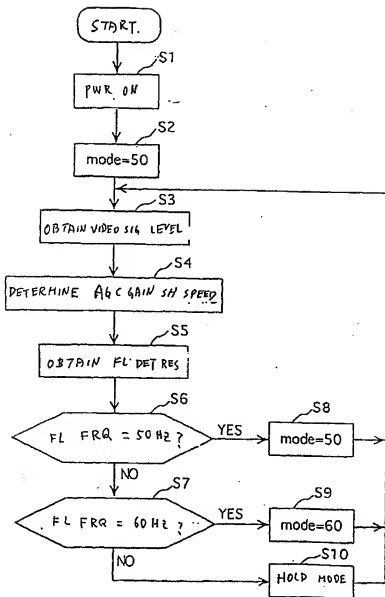 START.
S1
PWR ON
S2
mode=50
S3
OBTAIN VIDEO SIG LEVEL
S4
DETERMINE AGC GAIN SH SPEED
S5
OBTAIN FL DET RES
S6
FL FRQ = 50 Hz ?
YES
S8
mode=50
NO
S7
FL FRQ = 60 Hz ?
YES
S9
mode=60
NO
S10
HOLD MODE